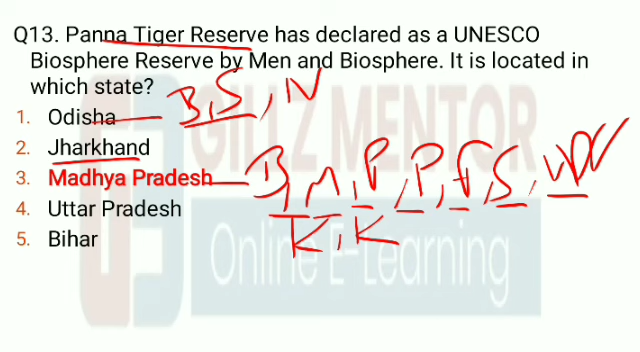 Q13. Panna Tiger Reserve has declared as a UNESCO
Biosphere Reserve by Men and Biosphere. It is located in
which state?
B, S, N
1. Odisha
2. Jharkhand
3. Madhya Pradesh
B, M, P, P, P, S,
K, K
4. Uttar Pradesh
5. Bihar
MENTOR
Online E-Learning